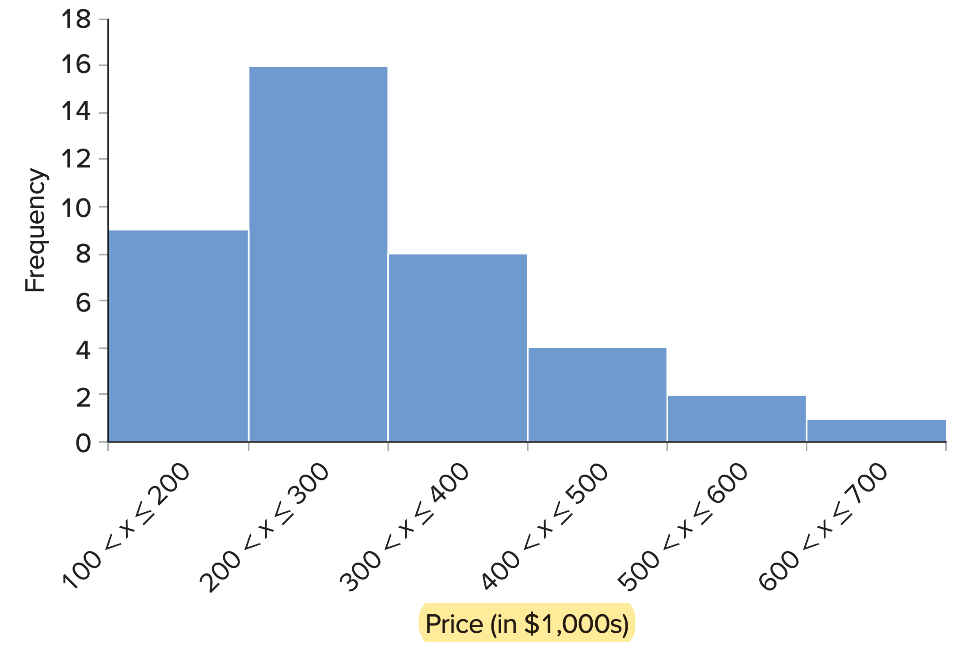 18
16
14
12
10
8
6
4
2
0
Frequency
100 < x ≤ 200
200 < x ≤ 300
300 < x ≤ 400
400 < x ≤ 500
500 < x ≤ 600
600 < x ≤ 700
Price (in $1,000s)